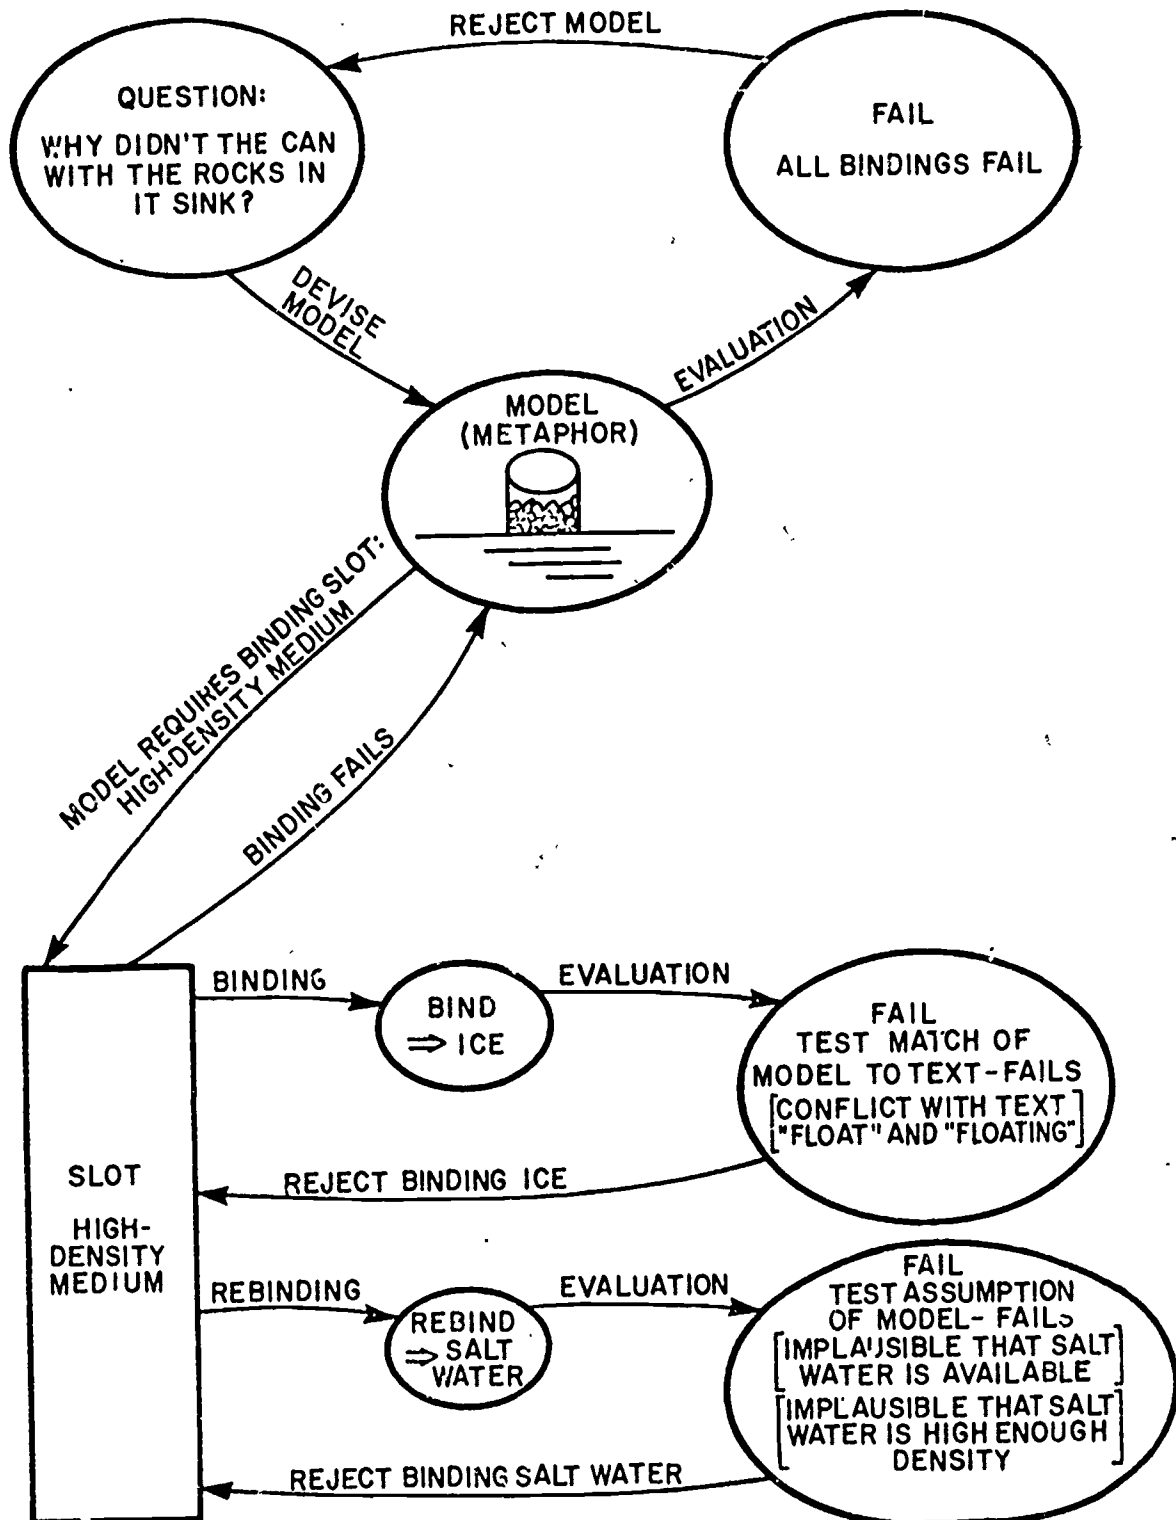 REJECT MODEL
QUESTION:
WHY DIDN'T THE CAN
WITH THE ROCKS IN
IT SINK?
FAIL
ALL BINDINGS FAIL
DEVISE
MODEL
EVALUATION
MODEL
(METAPHOR)
MODEL REQUIRES BINDING SLOT:
HIGH-DENSITY MEDIUM
BINDING FAILS
BINDING
BIND
⇒ ICE
EVALUATION
FAIL
TEST MATCH OF
MODEL TO TEXT-FAILS
[CONFLICT WITH TEXT
"FLOAT" AND "FLOATING"]
REJECT BINDING ICE
SLOT
HIGH-
DENSITY
MEDIUM
REBINDING
REBIND
⇒ SALT
WATER
EVALUATION
FAIL
TEST ASSUMPTION
OF MODEL- FAILS
[IMPLAUSIBLE THAT SALT
WATER IS AVAILABLE]
[IMPLAUSIBLE THAT SALT
WATER IS HIGH ENOUGH
DENSITY]
REJECT BINDING SALT WATER